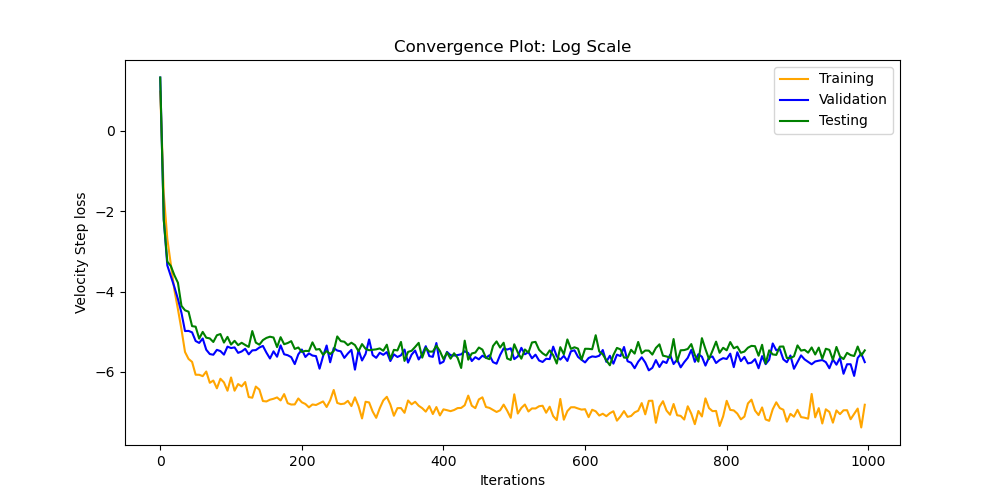 Convergence Plot: Log Scale
Training
Validation
Testing
0
−2
−4
−6
Velocity Step loss
0 200 400 600 800 1000
Iterations